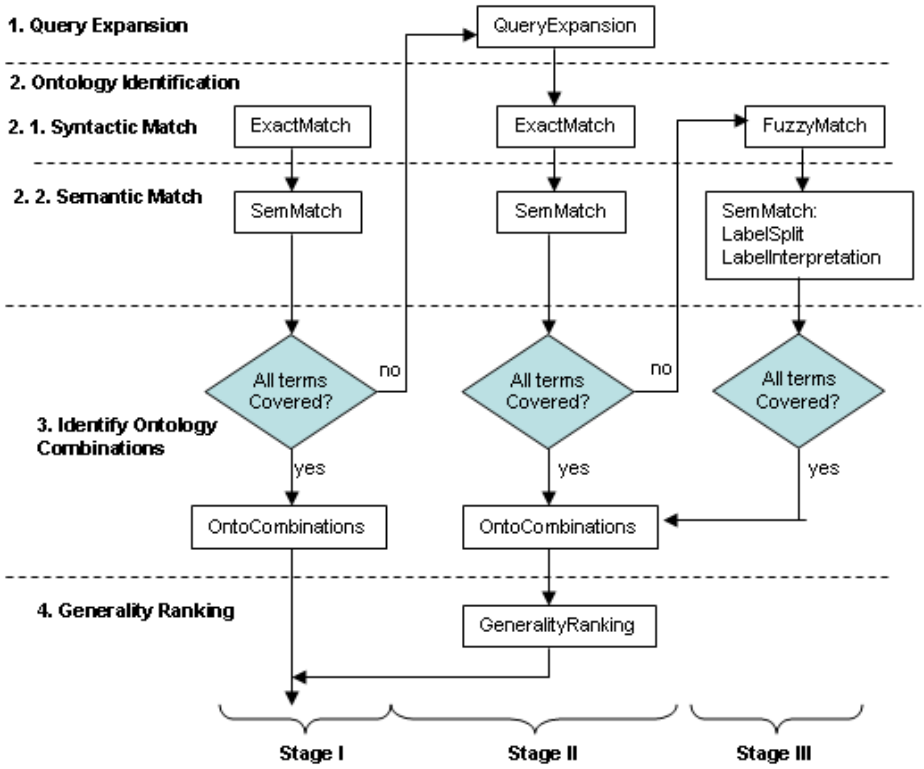 1. Query Expansion
QueryExpansion
2. Ontology Identification
2. 1. Syntactic Match
ExactMatch
ExactMatch
FuzzyMatch
2. 2. Semantic Match
SemMatch
SemMatch
SemMatch:
LabelSplit
LabelInterpretation
All terms
Covered?
no
All terms
Covered?
no
All terms
Covered?
3. Identify Ontology
Combinations
yes
yes
yes
OntoCombinations
OntoCombinations
4. Generality Ranking
GeneralityRanking
Stage I
Stage II
Stage III